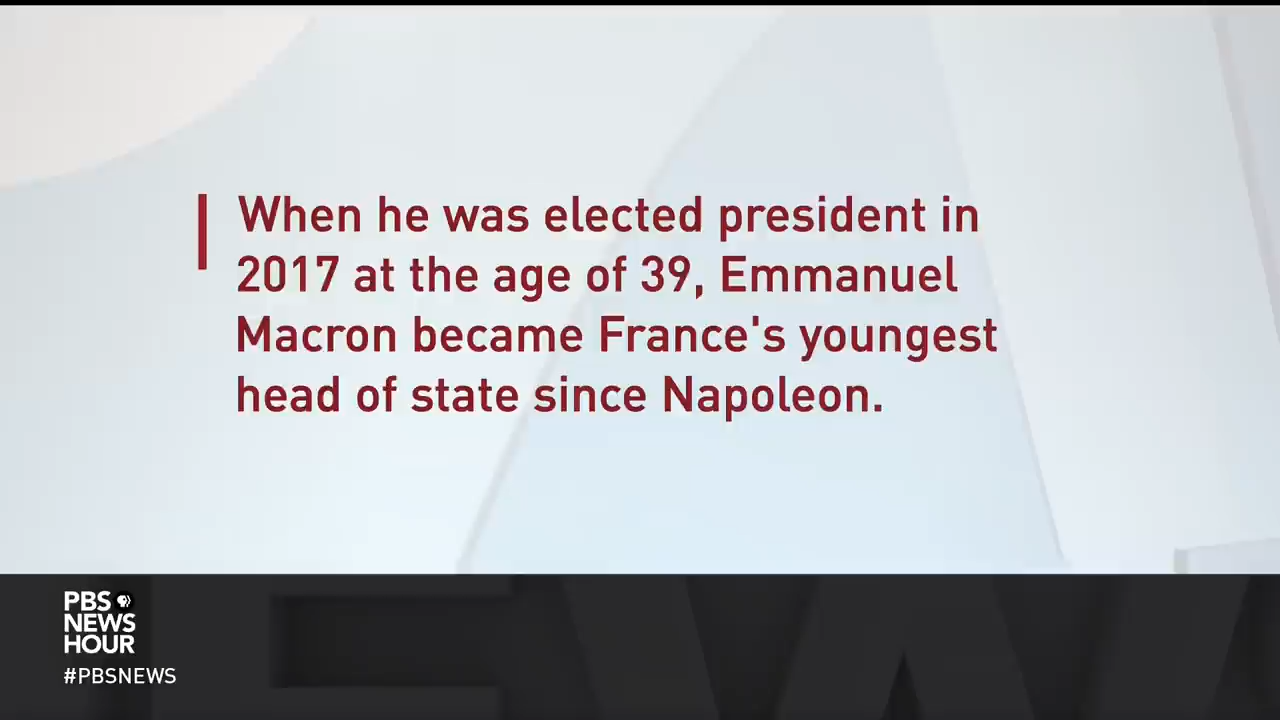 When he was elected president in
2017 at the age of 39, Emmanuel
Macron became France's youngest
head of state since Napoleon.
PBS
NEWS
HOUR
#PBSNEWS